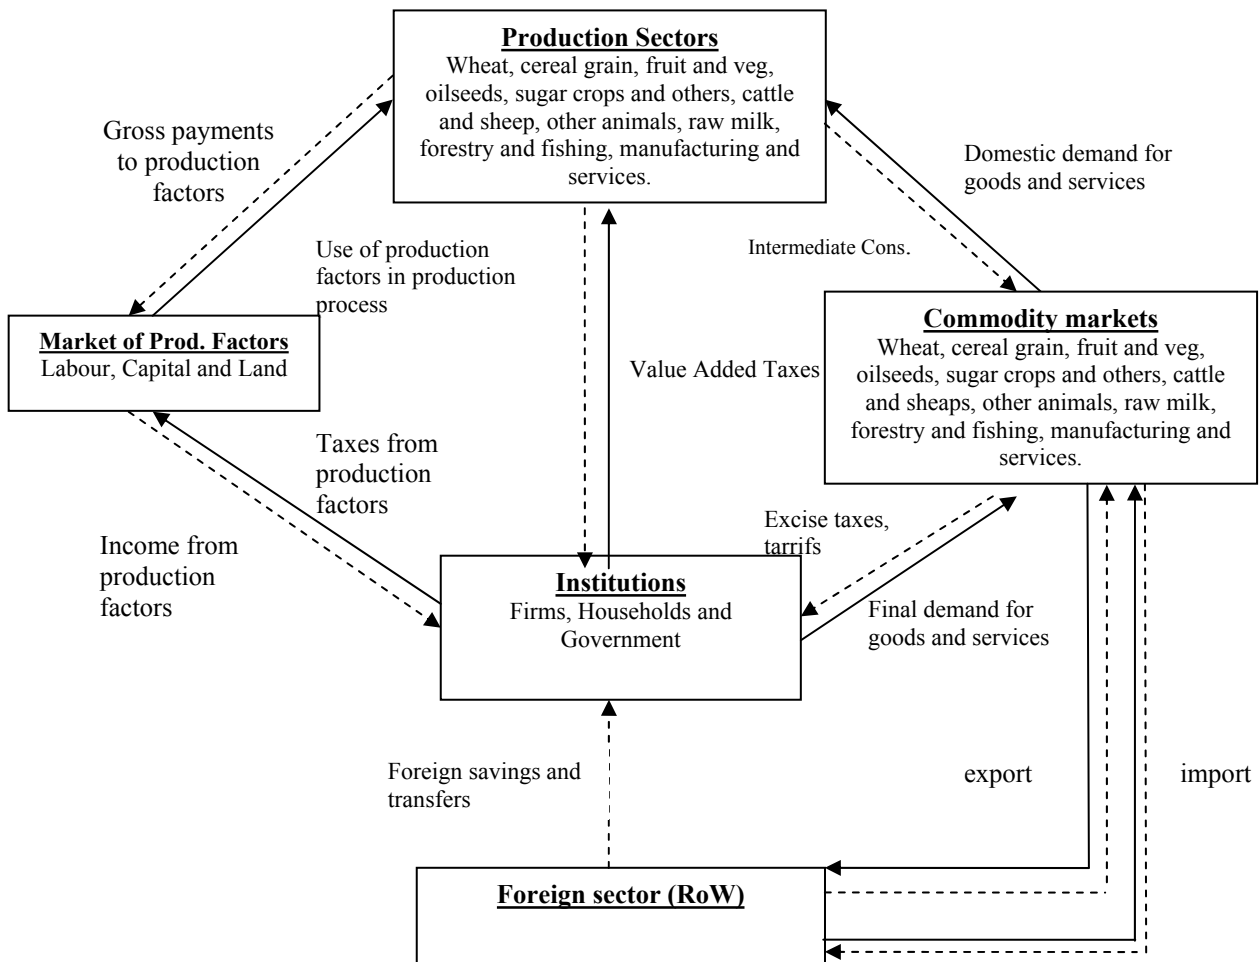 Production Sectors
Wheat, cereal grain, fruit and veg,
oilseeds, sugar crops and others, cattle
and sheep, other animals, raw milk,
forestry and fishing, manufacturing and
services.
Gross payments
to production
factors
Domestic demand for
goods and services
Use of production
factors in production
process
Intermediate Cons.
Market of Prod. Factors
Labour, Capital and Land
Commodity markets
Wheat, cereal grain, fruit and veg,
oilseeds, sugar crops and others, cattle
and sheaps, other animals, raw milk,
forestry and fishing, manufacturing and
services.
Value Added Taxes
Taxes from
production
factors
Income from
production
factors
Excise taxes,
tarrifs
Institutions
Firms, Households and
Government
Final demand for
goods and services
Foreign savings and
transfers
export
import
Foreign sector (RoW)